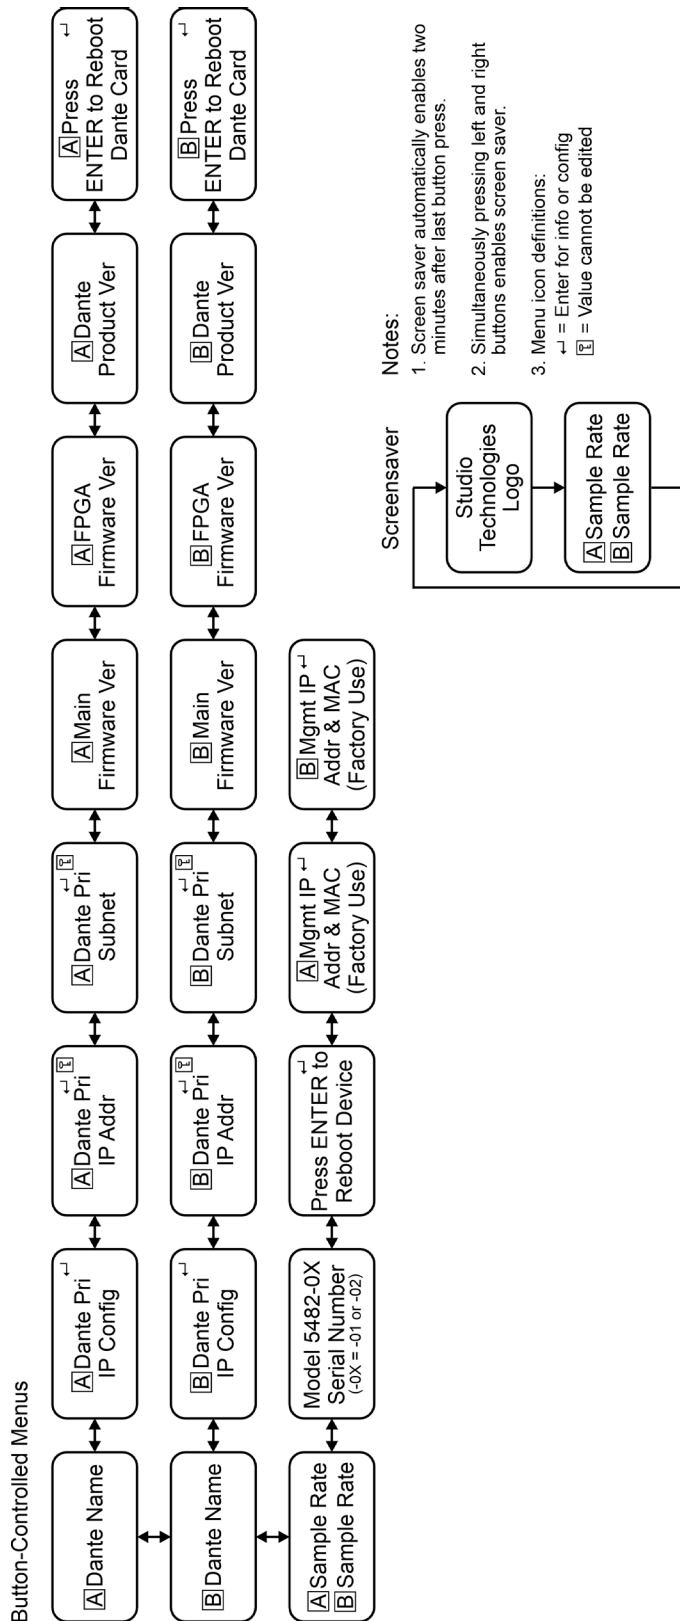 Button-Controlled Menus
A Dante Name
A Dante Pri ↵
IP Config
A Dante Pri ↵
IP Addr
A Dante Pri ↵
Subnet
A Main
Firmware Ver
A FPGA
Firmware Ver
A Dante
Product Ver
A Press ↵
ENTER to Reboot
Dante Card
B Dante Name
B Dante Pri ↵
IP Config
B Dante Pri ↵
IP Addr
B Dante Pri ↵
Subnet
B Main
Firmware Ver
B FPGA
Firmware Ver
B Dante
Product Ver
B Press ↵
ENTER to Reboot
Dante Card
A Sample Rate
B Sample Rate
Model 5482-0X
Serial Number
(-0X = -01 or -02)
Press ENTER to ↵
Reboot Device
A Mgmt IP ↵
Addr & MAC
(Factory Use)
B Mgmt IP ↵
Addr & MAC
(Factory Use)
Screensaver
Studio
Technologies
Logo
A Sample Rate
B Sample Rate
Notes:
1. Screen saver automatically enables two
minutes after last button press.
2. Simultaneously pressing left and right
buttons enables screen saver.
3. Menu icon definitions:
↵ = Enter for info or config
= Value cannot be edited